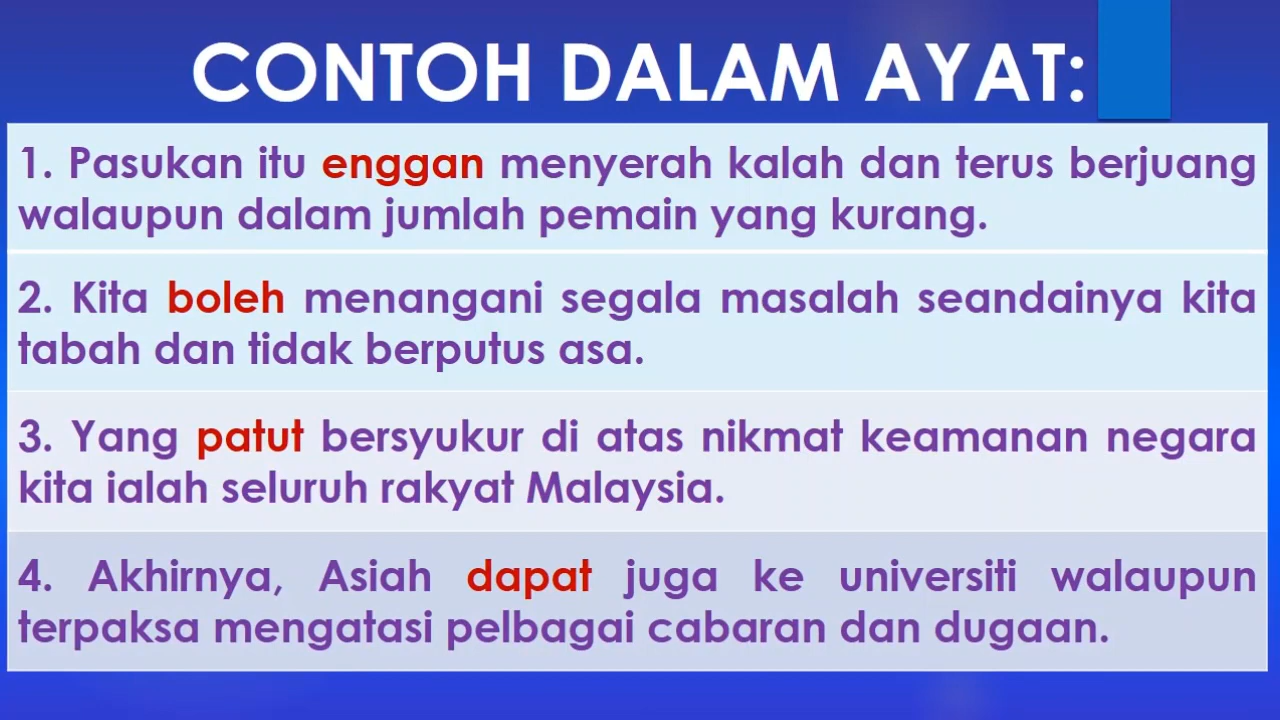 CONTOH DALAM AYAT:
1. Pasukan itu enggan menyerah kalah dan terus berjuang
walaupun dalam jumlah pemain yang kurang.
2. Kita boleh menangani segala masalah seandainya kita
tabah dan tidak berputus asa.
3. Yang patut bersyukur di atas nikmat keamanan negara
kita ialah seluruh rakyat Malaysia.
4. Akhirnya, Asiah dapat juga ke universiti walaupun
terpaksa mengatasi pelbagai cabaran dan dugaan.